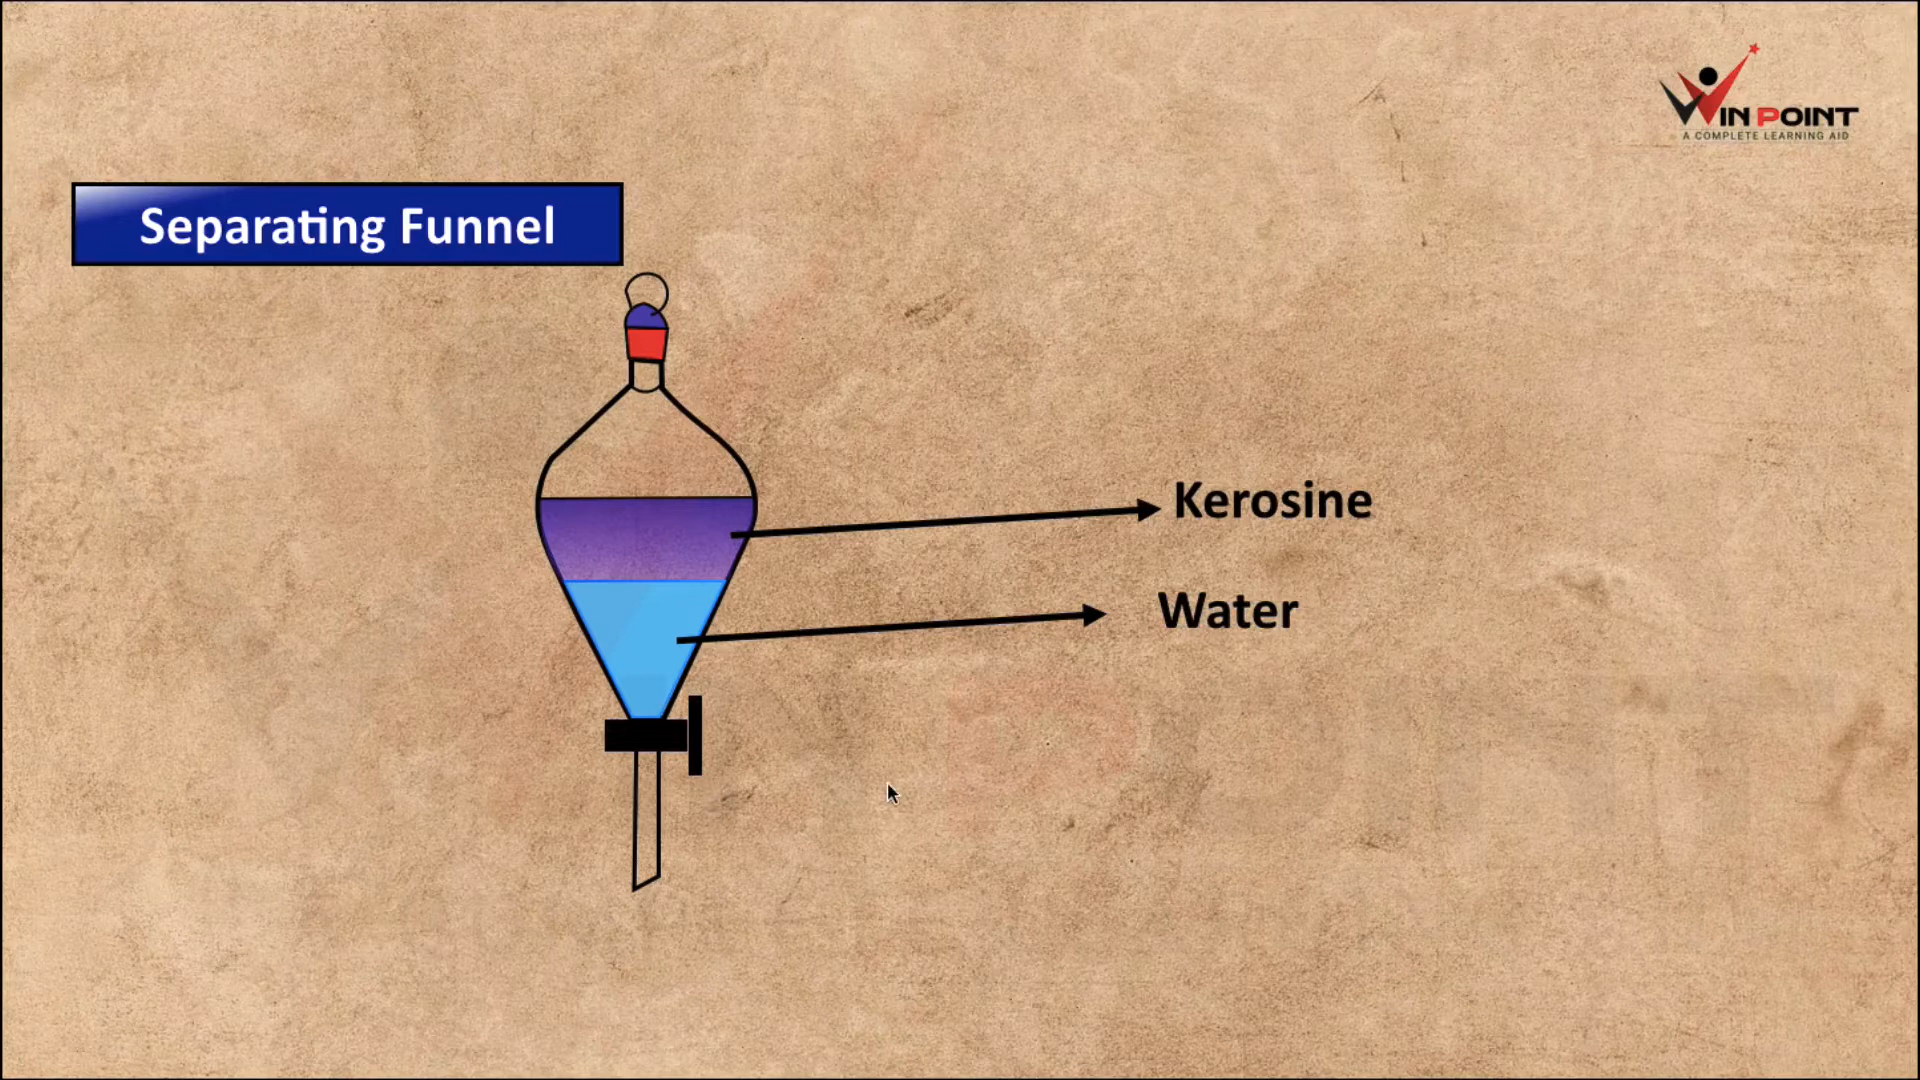 WIN POINT
A COMPLETE LEARNING AID
Separating Funnel
Kerosine
Water